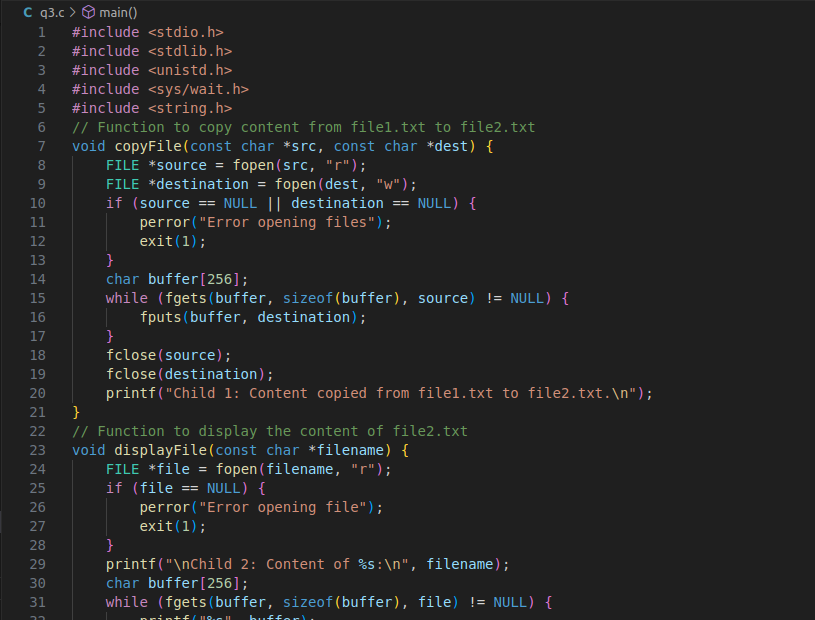 C q3.c > main()
1 #include <stdio.h>
2 #include <stdlib.h>
3 #include <unistd.h>
4 #include <sys/wait.h>
5 #include <string.h>
6 // Function to copy content from file1.txt to file2.txt
7 void copyFile(const char *src, const char *dest) {
8     FILE *source = fopen(src, "r");
9     FILE *destination = fopen(dest, "w");
10     if (source == NULL || destination == NULL) {
11         perror("Error opening files");
12         exit(1);
13     }
14     char buffer[256];
15     while (fgets(buffer, sizeof(buffer), source) != NULL) {
16         fputs(buffer, destination);
17     }
18     fclose(source);
19     fclose(destination);
20     printf("Child 1: Content copied from file1.txt to file2.txt.\n");
21 }
22 // Function to display the content of file2.txt
23 void displayFile(const char *filename) {
24     FILE *file = fopen(filename, "r");
25     if (file == NULL) {
26         perror("Error opening file");
27         exit(1);
28     }
29     printf("\nChild 2: Content of %s:\n", filename);
30     char buffer[256];
31     while (fgets(buffer, sizeof(buffer), file) != NULL) {
32         printf("%s", buffer);